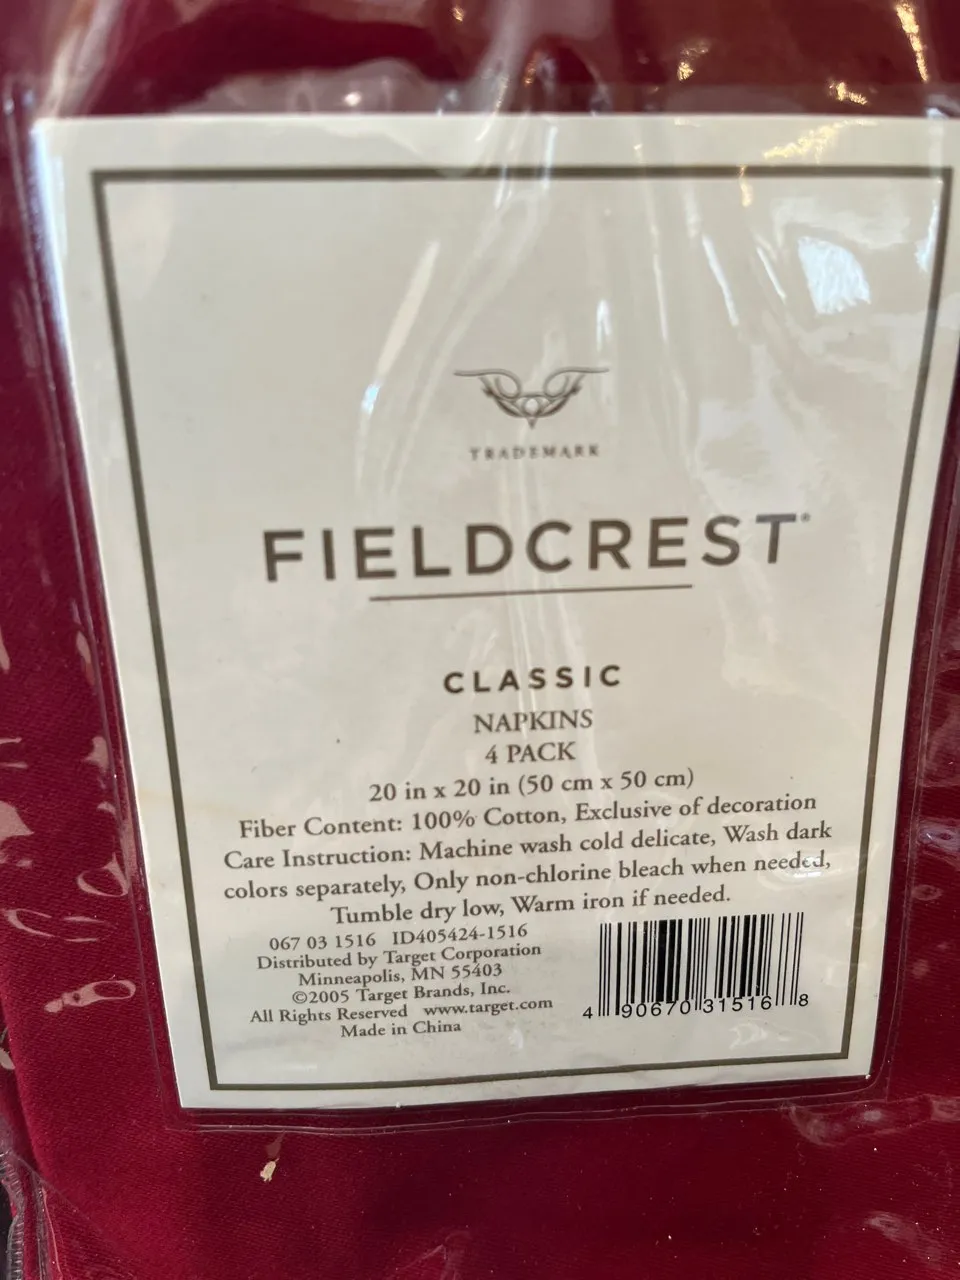 TRADEMARK
FIELDCREST®
CLASSIC
NAPKINS
4 PACK
20 in x 20 in (50 cm x 50 cm)
Fiber Content: 100% Cotton, Exclusive of decoration
Care Instruction: Machine wash cold delicate, Wash dark
colors separately, Only non-chlorine bleach when needed,
Tumble dry low, Warm iron if needed.
067 03 1516 ID405424-1516
Distributed by Target Corporation
Minneapolis, MN 55403
©2005 Target Brands, Inc.
All Rights Reserved www.target.com
Made in China
4 90670 31516 8